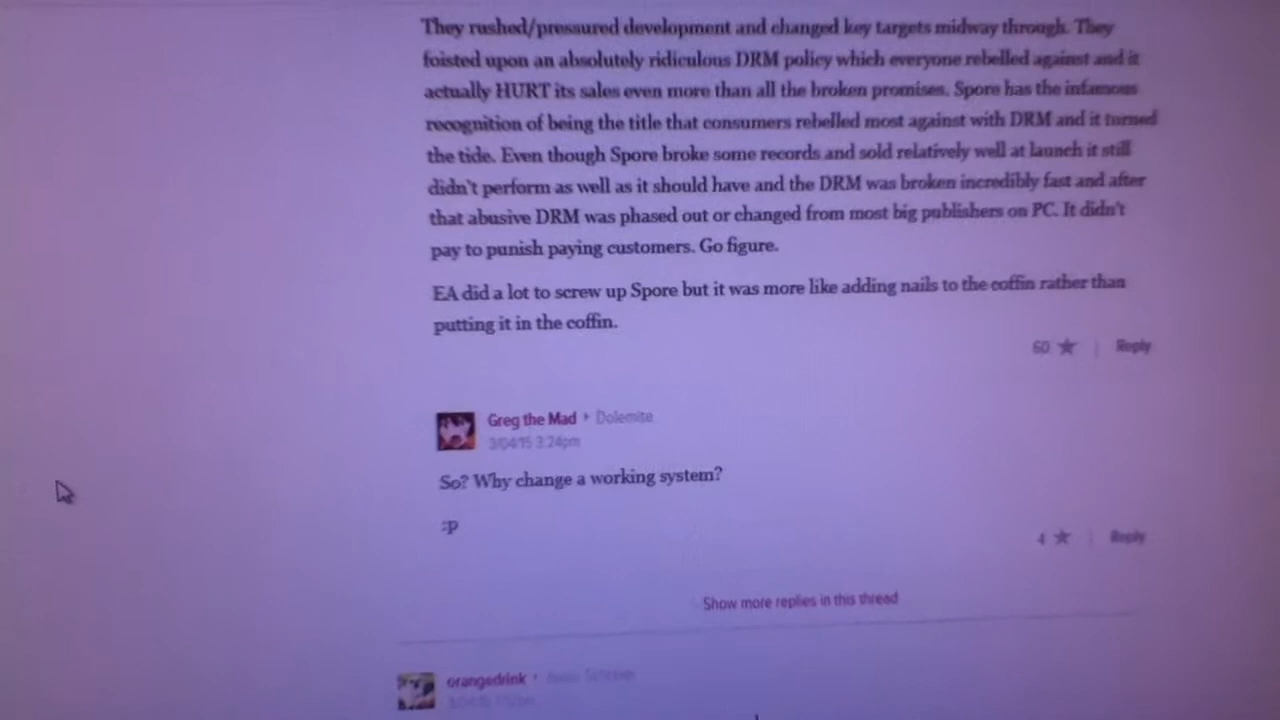 They rushed/pressured development and changed key targets midway through. They
foisted upon an absolutely ridiculous DRM policy which everyone rebelled against and it
actually HURT its sales even more than all the broken promises. Spore has the infamous
recognition of being the title that consumers rebelled most against with DRM and it turned
the tide. Even though Spore broke some records and sold relatively well at launch it still
didn't perform as well as it should have and the DRM was broken incredibly fast and after
that abusive DRM was phased out or changed from most big publishers on PC. It didn't
pay to punish paying customers. Go figure.
EA did a lot to screw up Spore but it was more like adding nails to the coffin rather than
putting it in the coffin.
60 ★ | Reply
Greg the Mad ▸ Dolemite
3/04/15 3:24pm
So? Why change a working system?
:P
4 ★ | Reply
Show more replies in this thread
orangedrink